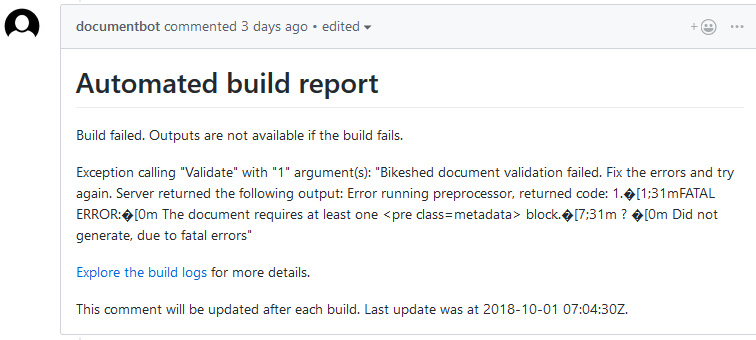 documentbot commented 3 days ago • edited
Automated build report
Build failed. Outputs are not available if the build fails.
Exception calling "Validate" with "1" argument(s): "Bikeshed document validation failed. Fix the errors and try
again. Server returned the following output: Error running preprocessor, returned code: 1.�[1;31mFATAL
ERROR:�[0m The document requires at least one <pre class=metadata> block.�[7;31m ? �[0m Did not
generate, due to fatal errors"
Explore the build logs for more details.
This comment will be updated after each build. Last update was at 2018-10-01 07:04:30Z.